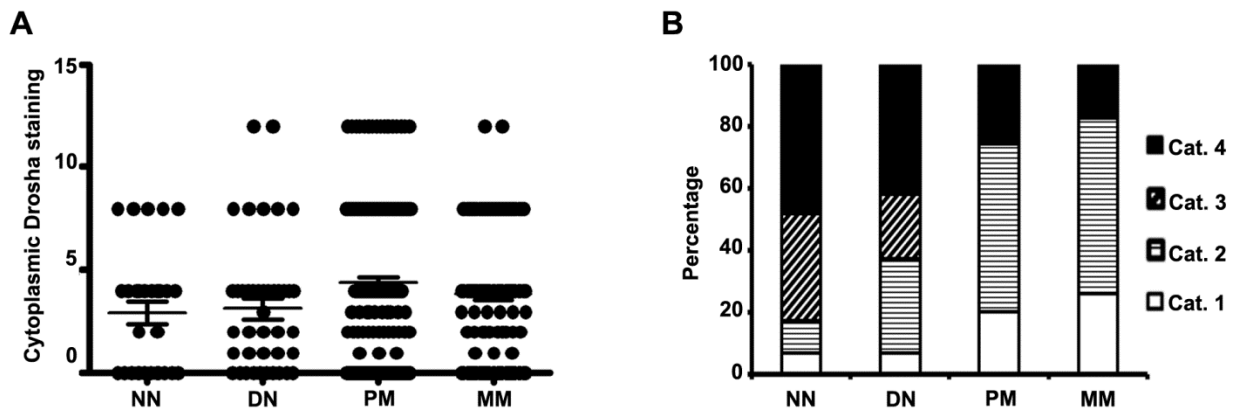 A
Cytoplasmic Drosha staining
15
10
5
0
NN DN PM MM
B
Percentage
100
80
60
40
20
0
NN DN PM MM
Cat. 4
Cat. 3
Cat. 2
Cat. 1